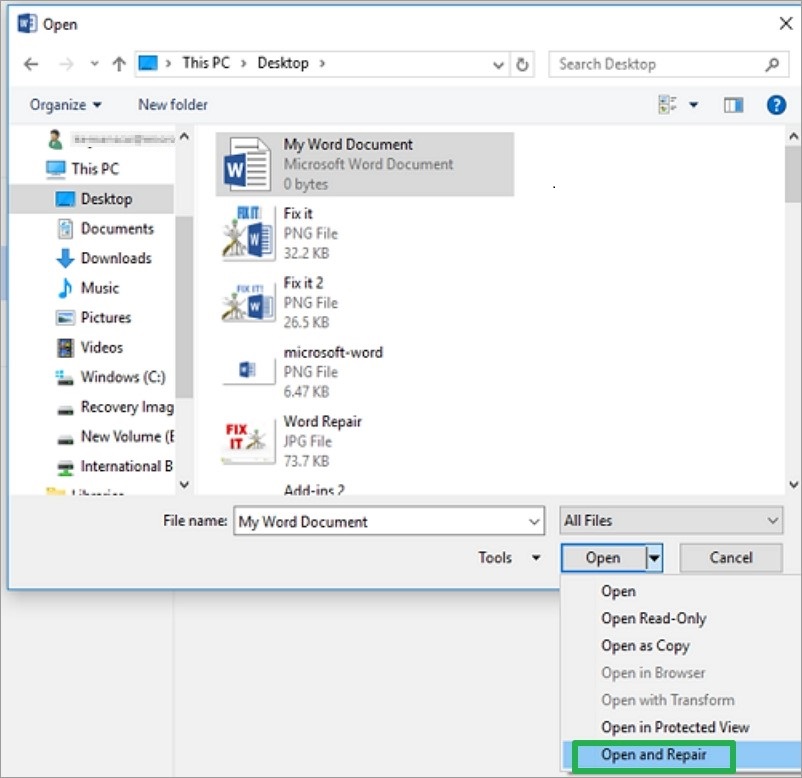 Open
This PC
Desktop
Search Desktop
Organize
New folder
This PC
Desktop
Documents
Downloads
Music
Pictures
Videos
Windows (C:)
Recovery Imag
New Volume (E
International B
My Word Document
Microsoft Word Document
0 bytes
FIX IT!
Fix it
PNG File
32.2 KB
FIX IT!
Fix it 2
PNG File
26.5 KB
microsoft-word
PNG File
6.47 KB
FIX
IT
Word Repair
JPG File
73.7 KB
Add-ins 2
File name:
My Word Document
All Files
Tools
Open
Cancel
Open
Open Read-Only
Open as Copy
Open in Browser
Open with Transform
Open in Protected View
Open and Repair